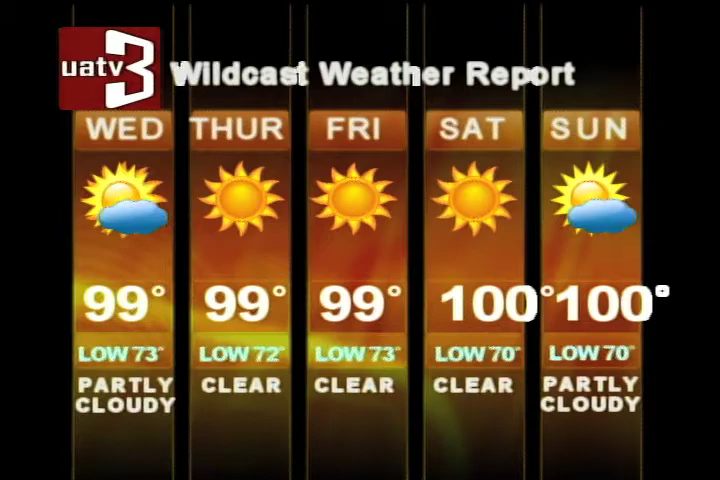 uatv 3
Wildcast Weather Report
WED THUR FRI SAT SUN
99° 99° 99° 100° 100°
LOW 73° LOW 72° LOW 73° LOW 70° LOW 70°
PARTLY CLOUDY CLEAR CLEAR CLEAR PARTLY CLOUDY